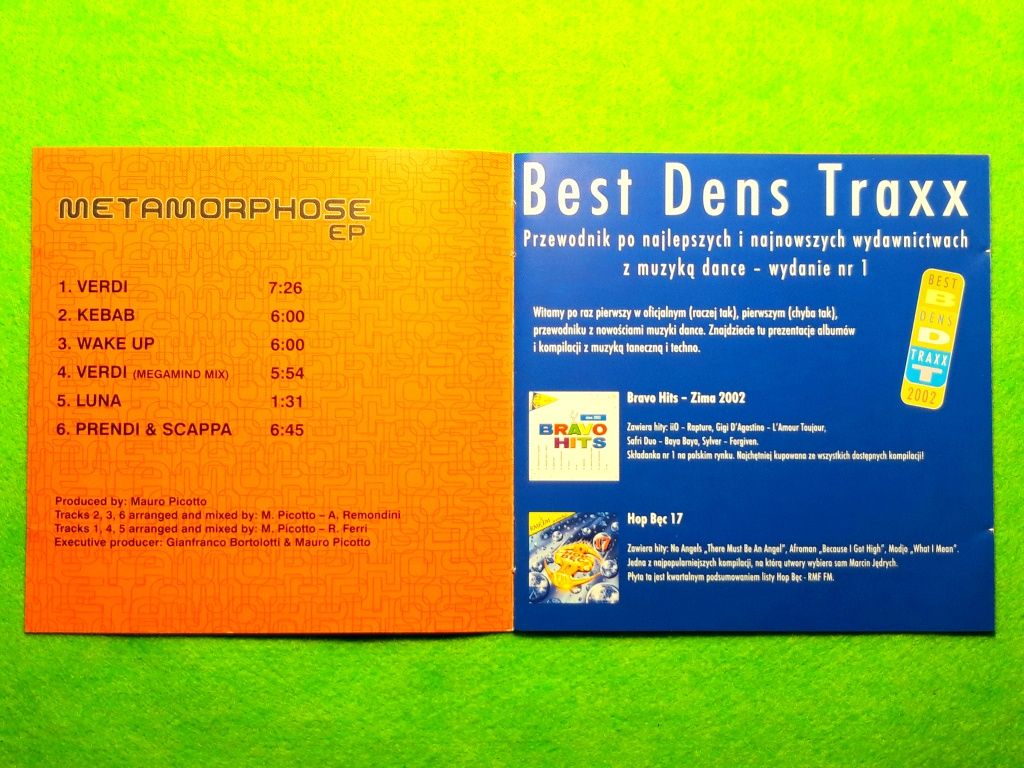 METAMORPHOSE
EP
1. VERDI 7:26
2. KEBAB 6:00
3. WAKE UP 6:00
4. VERDI (MEGAMIND MIX) 5:54
5. LUNA 1:31
6. PRENDI & SCAPPA 6:45
Produced by: Mauro Picotto
Tracks 2, 3, 6 arranged and mixed by: M. Picotto – A, Remondini
Tracks 1, 4, 5 arranged and mixed by: M. Picotto – R. Ferri
Executive producer: Gianfranco Bortolotti & Mauro Picotto
Best Dens Traxx
Przewodnik po najlepszych i najnowszych wydawnictwach
z muzyką dance – wydanie nr 1
BEST
B
DENS
D
TRAXX
T
2002
Witamy po raz pierwszy w oficjalnym (raczej tak), pierwszym (chyba tak),
przewodniku z nowościami muzyki dance. Znajdziecie tu prezentacje albumów
i kompilacji z muzyką taneczną i techno.
BRAVO
HITS
Bravo Hits – Zima 2002
Zawiera hity: iiO – Rapture, Gigi D'Agostino – L'Amour Toujour,
Safri Duo – Baya Baya, Sylver – Forgiven.
Składanka nr 1 na polskim rynku. Najchętniej kupowana ze wszystkich dostępnych kompilacji!
Hop Bęc 17
Zawiera hity: No Angels „There Must Be An Angel”, Afroman „Because I Got High”, Modjo „What I Mean”.
Jedna z najpopularniejszych kompilacji, na którą utwory wybiera sam Marcin Jędrych.
Płyta ta jest kwartalnym podsumowaniem listy Hop Bęc - RMF FM.